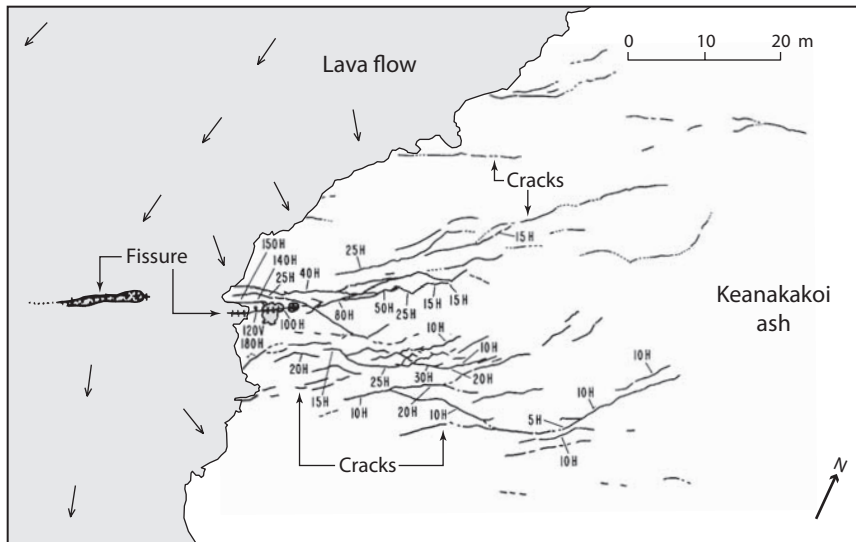 0 10 20 m
Lava flow
Cracks
15H
25H
150H
140H
25H
40H
Fissure
50H
25H
15H
15H
80H
100H
120V
180H
Keanakakoi
ash
10H
10H
20H
15H
25H
30H
20H
10H
20H
10H
10H
10H
5H
10H
Cracks
N